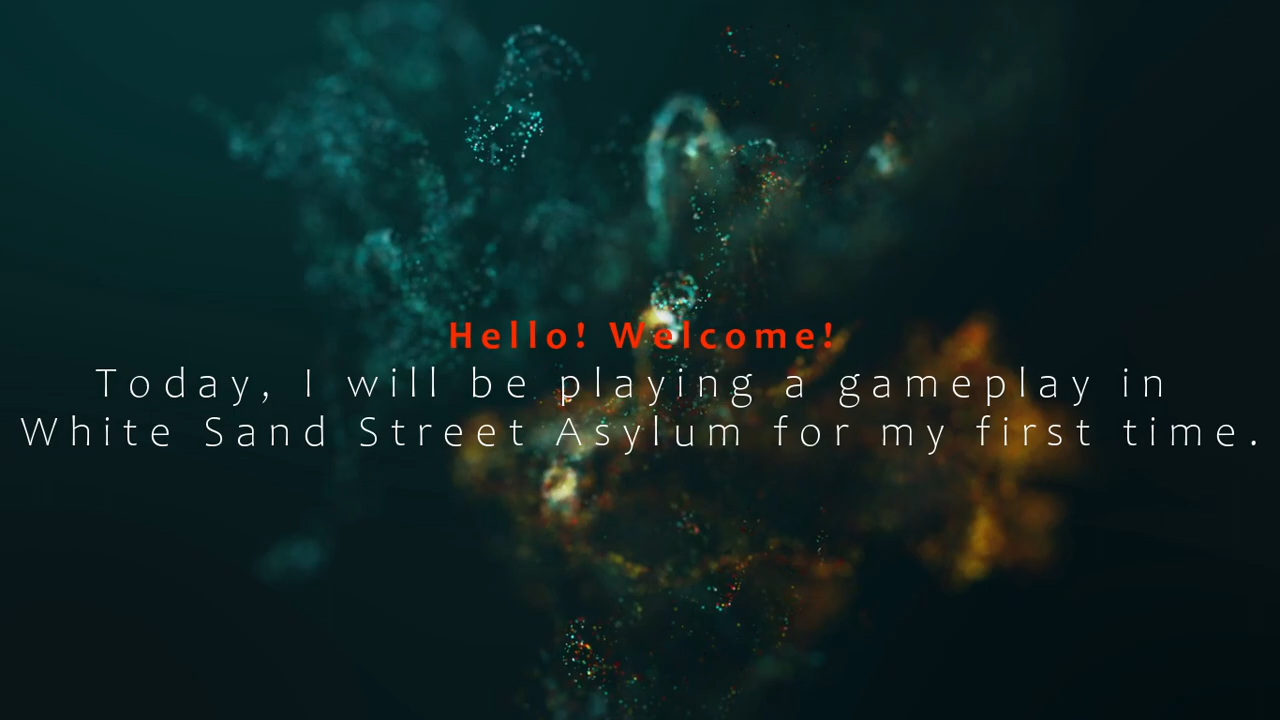 Hello! Welcome!
Today, I will be playing a gameplay in
White Sand Street Asylum for my first time.